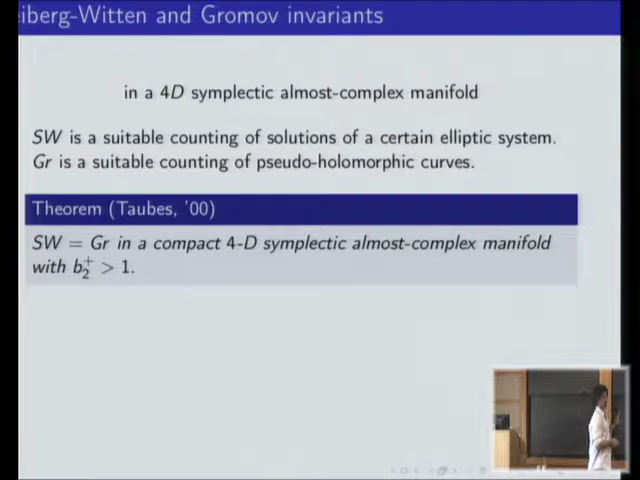 iberg-Witten and Gromov invariants
in a 4D symplectic almost-complex manifold
SW is a suitable counting of solutions of a certain elliptic system.
Gr is a suitable counting of pseudo-holomorphic curves.
Theorem (Taubes, '00)
SW = Gr in a compact 4-D symplectic almost-complex manifold
with b₂⁺ > 1.